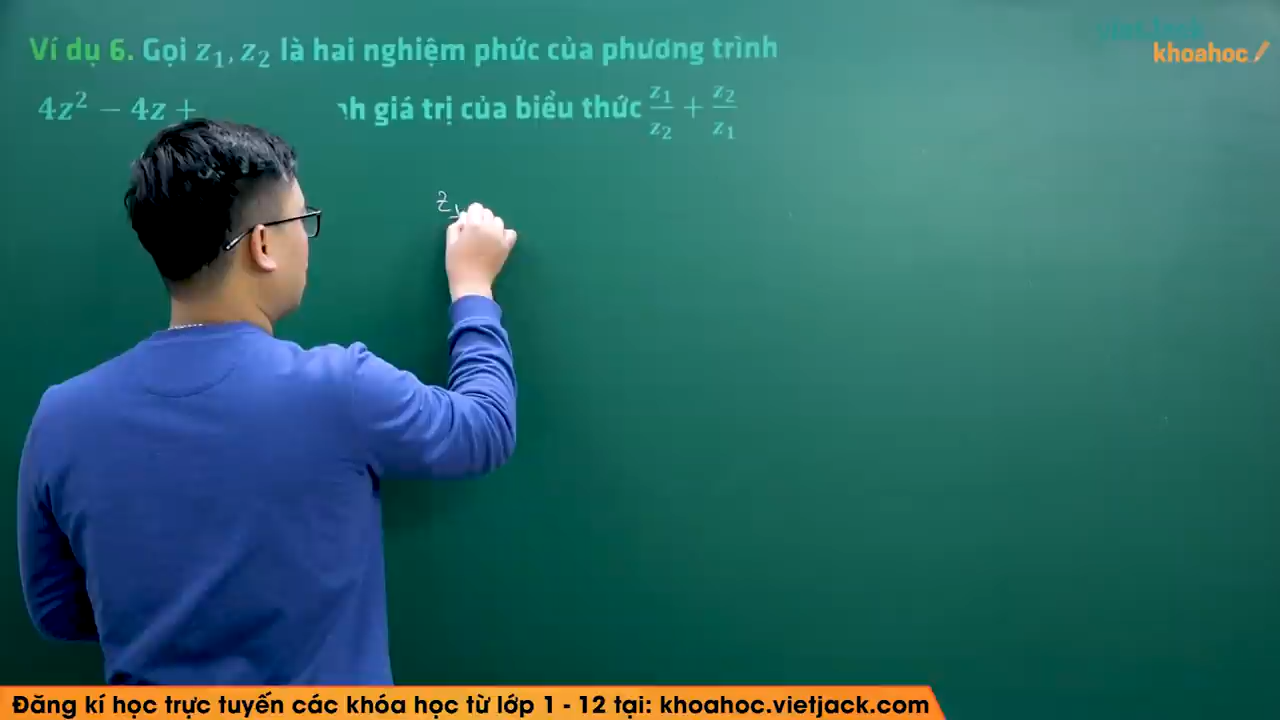 Ví dụ 6. Gọi z₁, z₂ là hai nghiệm phức của phương trình
4z² − 4z + giá trị của biểu thức z₁/z₂ + z₂/z₁
z₁
vietJack
khoahoc
Đăng kí học trực tuyến các khóa học từ lớp 1 - 12 tại: khoahoc.vietjack.com